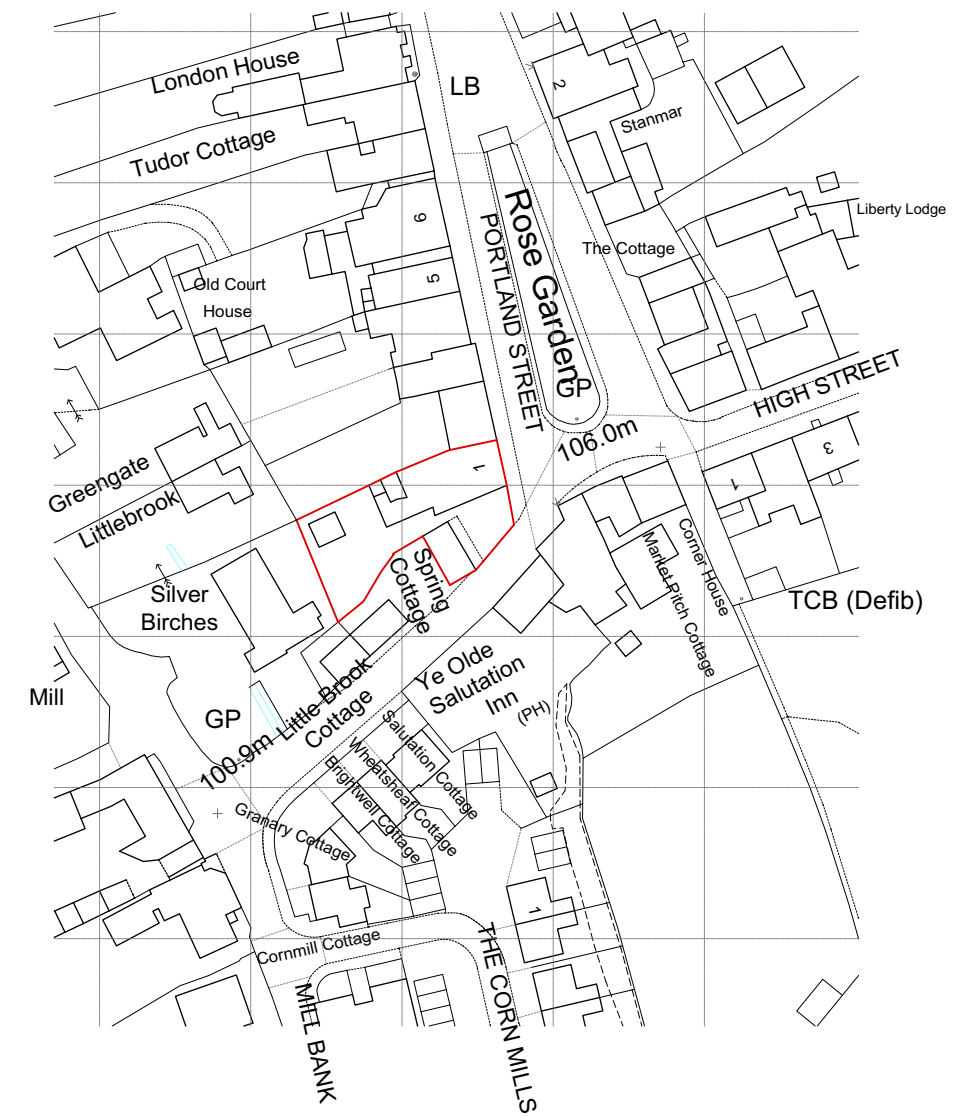 London House
LB
2
Stanmar
Tudor Cottage
Liberty Lodge
6
Rose Garden
PORTLAND STREET
The Cottage
Old Court
House
5
GP
HIGH STREET
106.0m
3
1
1
Greengate
Littlebrook
Spring
Cottage
Corner House
Market Pitch Cottage
Silver
Birches
TCB (Defib)
Mill
Ye Olde
Salutation
Inn
(PH)
GP
Little Brook
Cottage
100.9m
Salutation Cottage
Wheatsheaf Cottage
Brightwell Cottage
Granary Cottage
1
Cornmill Cottage
MILL BANK
THE CORN MILLS